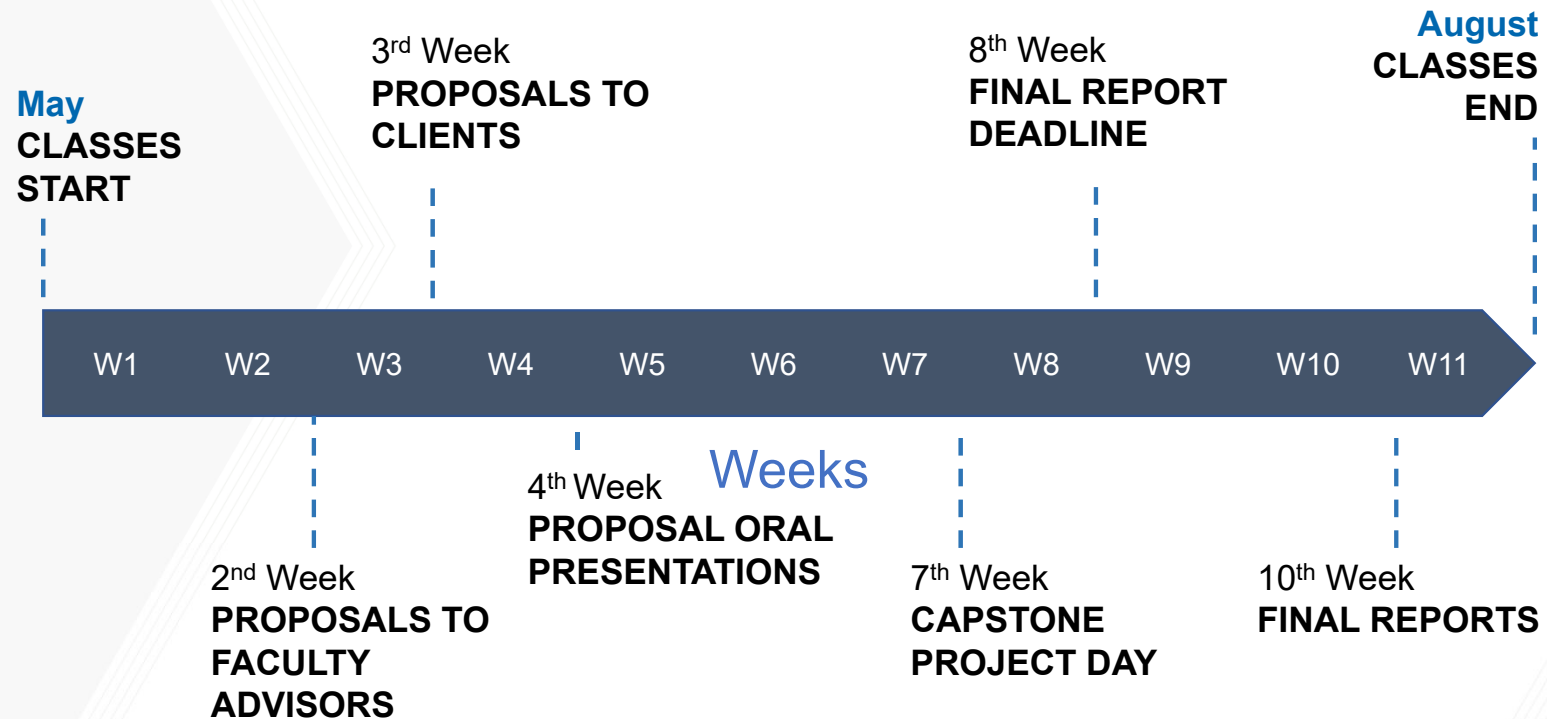 May
CLASSES
START
3rd Week
PROPOSALS TO
CLIENTS
8th Week
FINAL REPORT
DEADLINE
August
CLASSES
END
W1 W2 W3 W4 W5 W6 W7 W8 W9 W10 W11
Weeks
2nd Week
PROPOSALS TO
FACULTY
ADVISORS
4th Week
PROPOSAL ORAL
PRESENTATIONS
7th Week
CAPSTONE
PROJECT DAY
10th Week
FINAL REPORTS